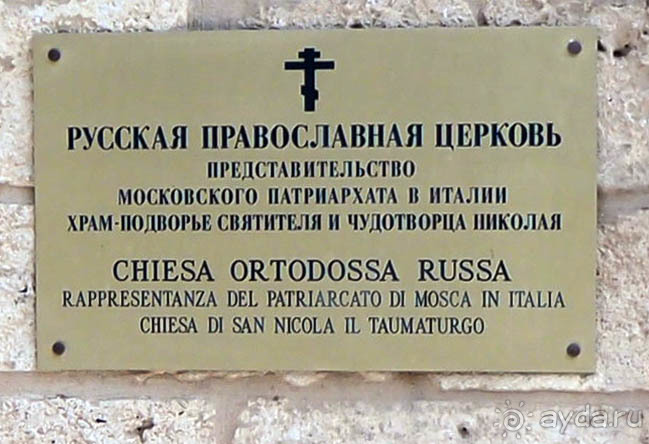 РУССКАЯ ПРАВОСЛАВНАЯ ЦЕРКОВЬ
ПРЕДСТАВИТЕЛЬСТВО
МОСКОВСКОГО ПАТРИАРХАТА В ИТАЛИИ
ХРАМ-ПОДВОРЬЕ СВЯТИТЕЛЯ И ЧУДОТВОРЦА НИКОЛАЯ
CHIESA ORTODOSSA RUSSA
RAPPRESENTANZA DEL PATRIARCATO DI MOSCA IN ITALIA
CHIESA DI SAN NICOLA IL TAUMATURGO
ayda.ru